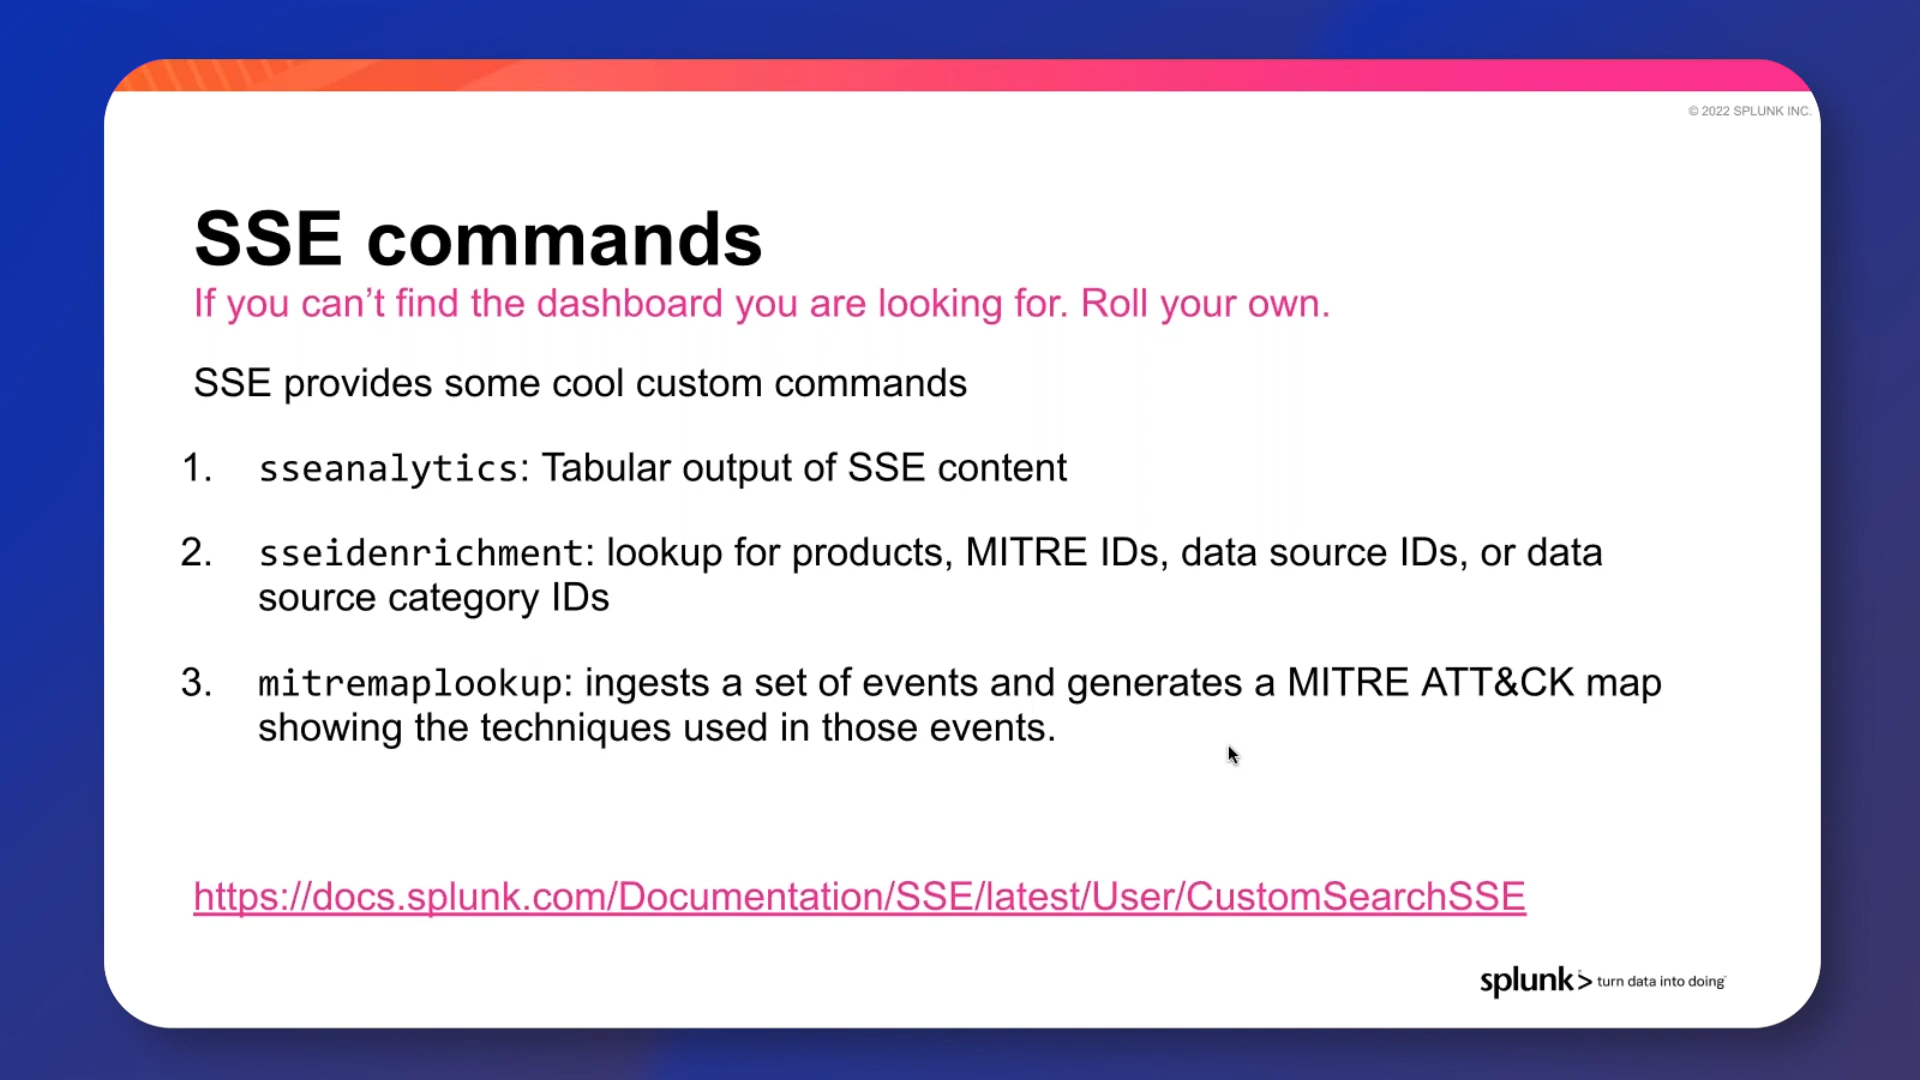 © 2022 SPLUNK INC.
SSE commands
If you can’t find the dashboard you are looking for. Roll your own.
SSE provides some cool custom commands
1. sseanalytics: Tabular output of SSE content
2. sseidenrichment: lookup for products, MITRE IDs, data source IDs, or data
source category IDs
3. mitremaplookup: ingests a set of events and generates a MITRE ATT&CK map
showing the techniques used in those events.
https://docs.splunk.com/Documentation/SSE/latest/User/CustomSearchSSE
splunk> turn data into doing™